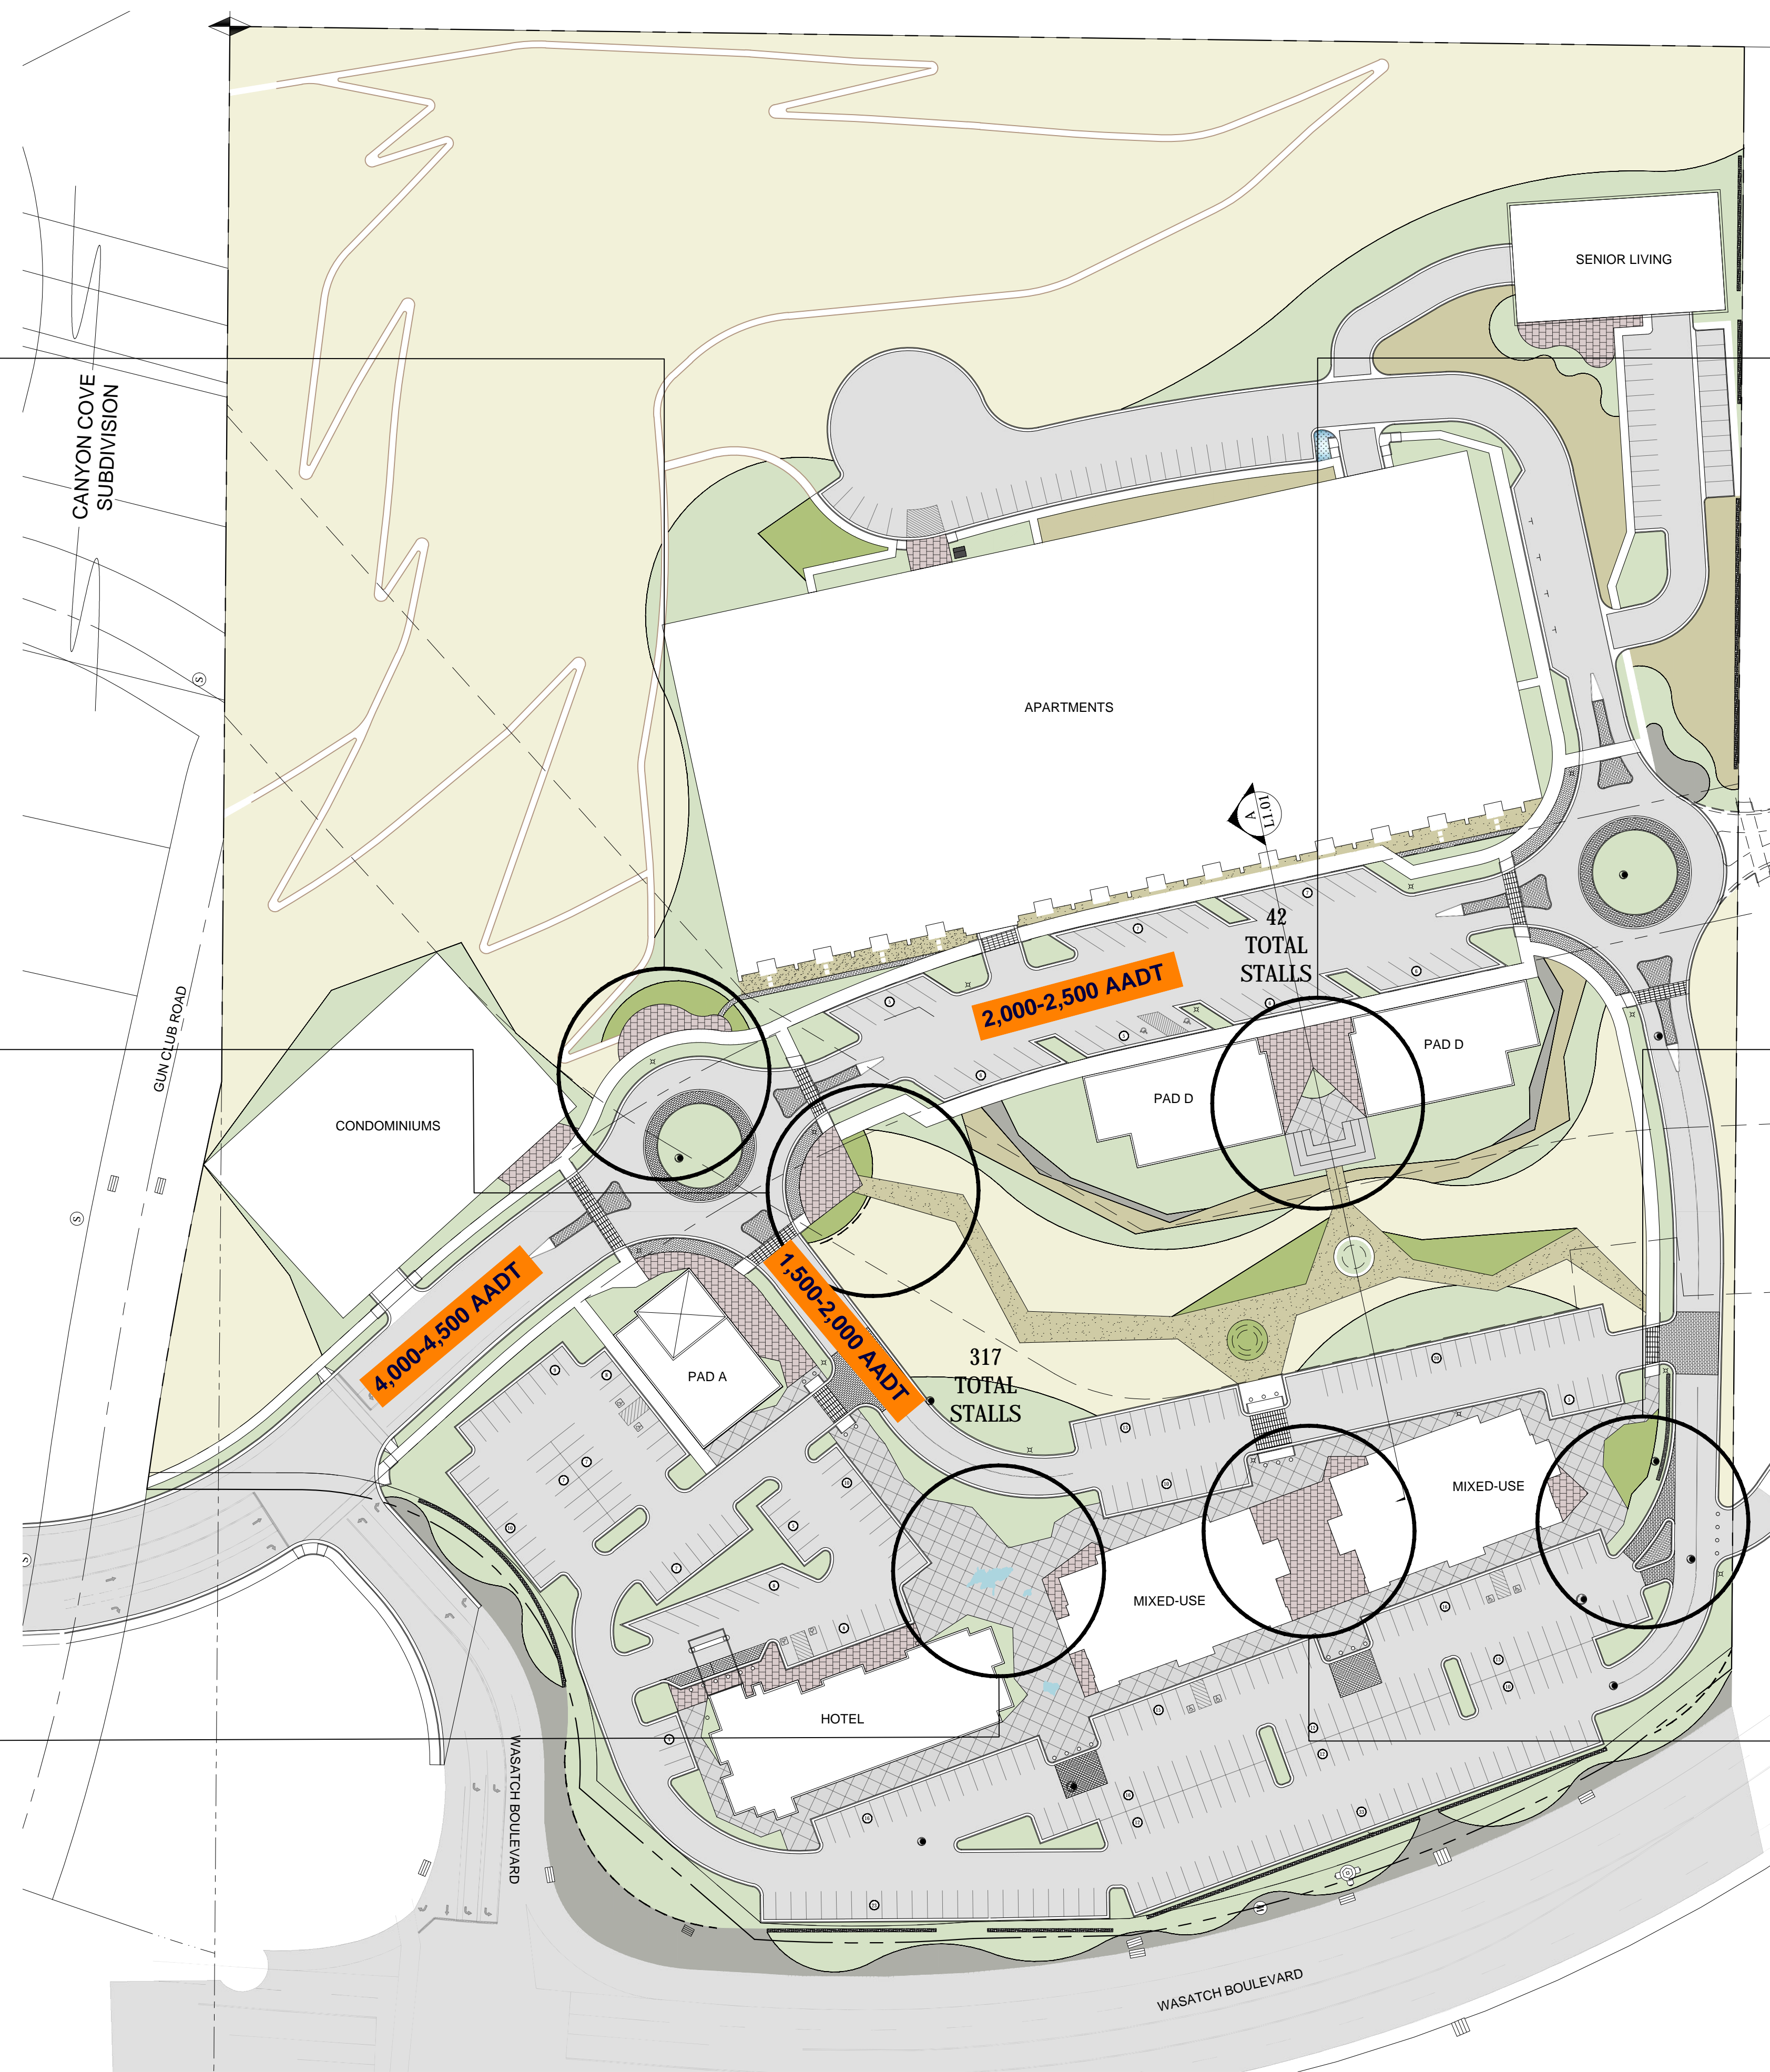 SENIOR LIVING
CANYON COVE
SUBDIVISION
S
APARTMENTS
A
L1.01
42
TOTAL
STALLS
2,000-2,500 AADT
GUN CLUB ROAD
PAD D
PAD D
CONDOMINIUMS
S
4,000-4,500 AADT
1,500-2,000 AADT
317
TOTAL
STALLS
PAD A
MIXED-USE
MIXED-USE
S
HOTEL
WASATCH BOULEVARD
W
WASATCH BOULEVARD